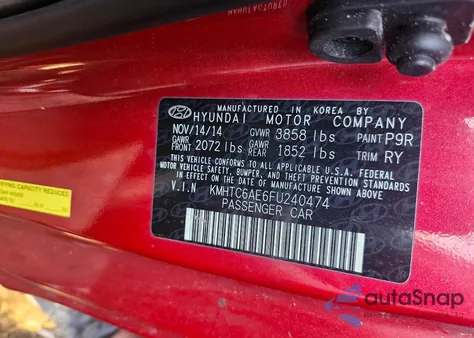 MANUFACTURED IN KOREA BY
HYUNDAI MOTOR COMPANY
NOV/14/14 GVWR 3858 lbs PAINT P9R
GAWR FRONT 2072 lbs GAWR REAR 1852 lbs TRIM RY
THIS VEHICLE CONFORMS TO ALL APPLICABLE U.S.A. FEDERAL MOTOR
VEHICLE SAFETY, BUMPER, AND THEFT PREVENTION STANDARDS
IN EFFECT ON THE DATE OF MANUFACTURE SHOWN ABOVE.
V.I.N KMHTC6AE6FU240474
PASSENGER CAR
CAPACITY REDUCED
autoSnap